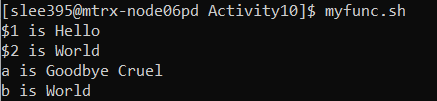 [slee395@mtrx-node06pd Activity10]$ myfunc.sh
$1 is Hello
$2 is World
a is Goodbye Cruel
b is World